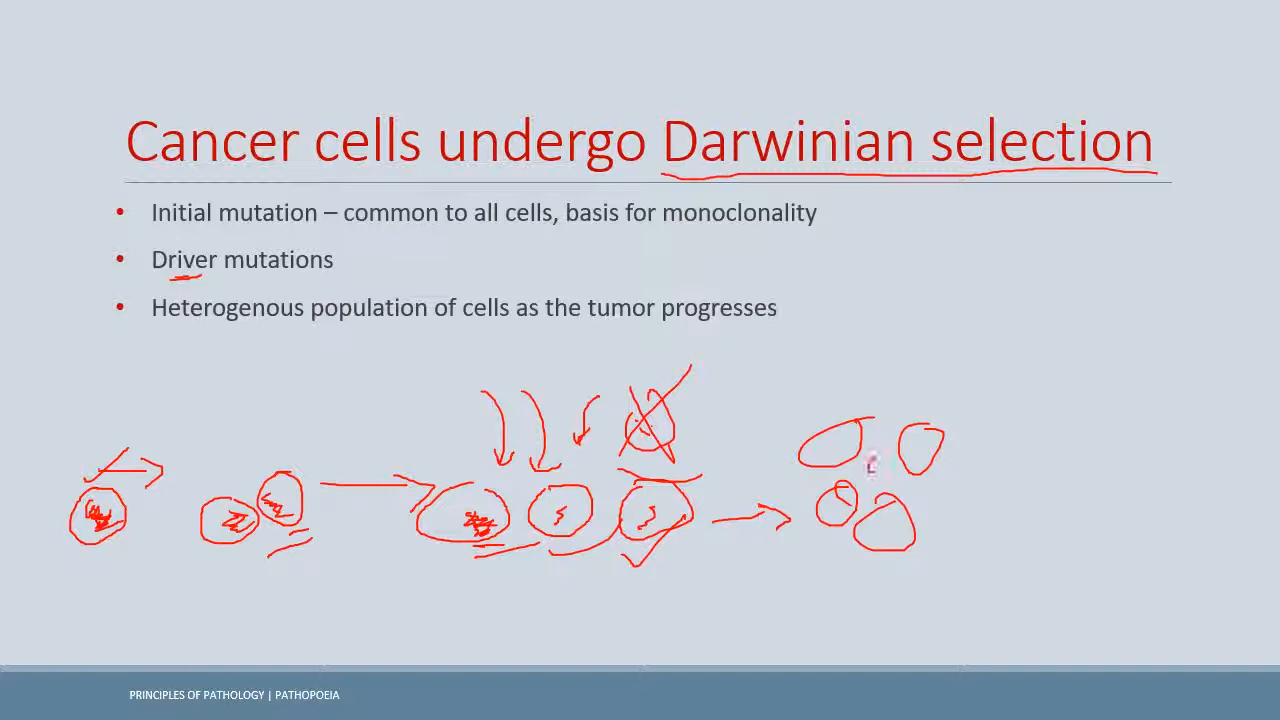 Cancer cells undergo Darwinian selection
• Initial mutation – common to all cells, basis for monoclonality
• Driver mutations
• Heterogenous population of cells as the tumor progresses
PRINCIPLES OF PATHOLOGY | PATHOPOEIA